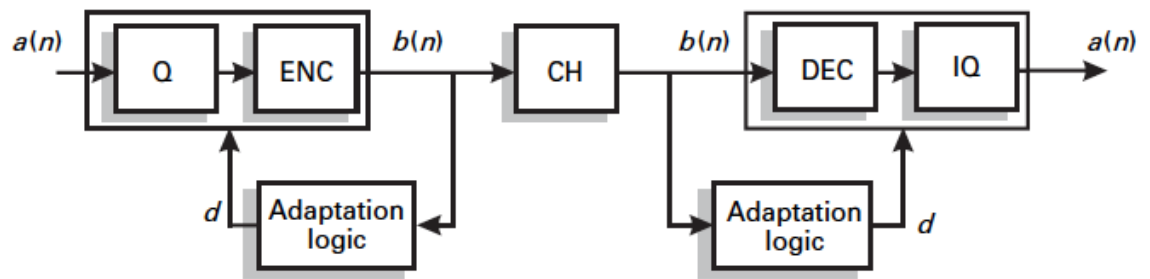 a(n)
Q
ENC
b(n)
CH
b(n)
DEC
IQ
a(n)
d
Adaptation
logic
Adaptation
logic
d